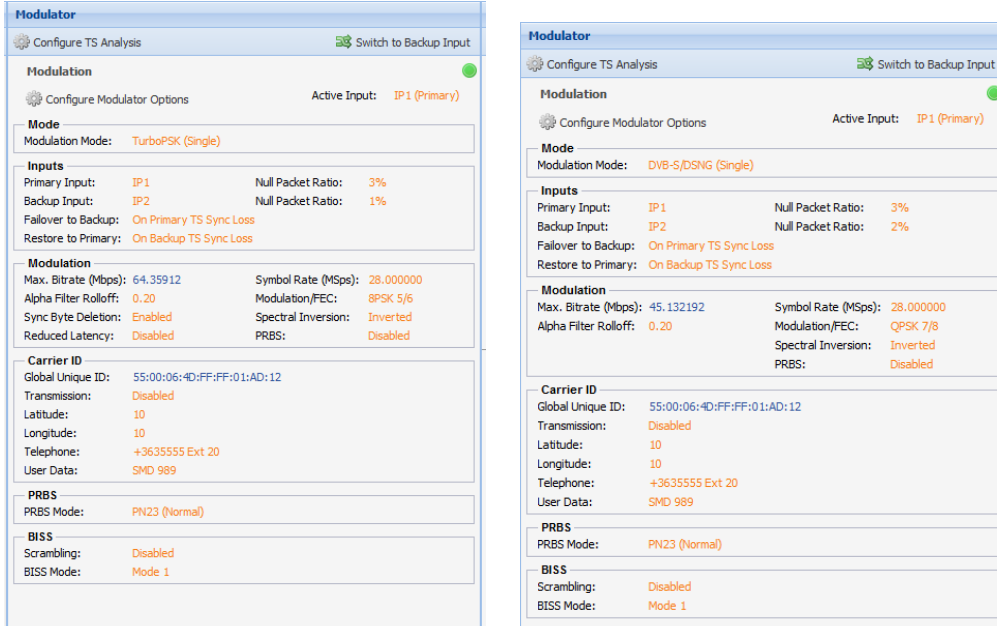 Modulator
Configure TS Analysis Switch to Backup Input
Modulation
Configure Modulator Options Active Input: IP1 (Primary)
Mode
Modulation Mode: TurboPSK (Single)
Inputs
Primary Input: IP1 Null Packet Ratio: 3%
Backup Input: IP2 Null Packet Ratio: 1%
Failover to Backup: On Primary TS Sync Loss
Restore to Primary: On Backup TS Sync Loss
Modulation
Max. Bitrate (Mbps): 64.35912 Symbol Rate (MSps): 28.000000
Alpha Filter Rolloff: 0.20 Modulation/FEC: 8PSK 5/6
Sync Byte Deletion: Enabled Spectral Inversion: Inverted
Reduced Latency: Disabled PRBS: Disabled
Carrier ID
Global Unique ID: 55:00:06:4D:FF:FF:01:AD:12
Transmission: Disabled
Latitude: 10
Longitude: 10
Telephone: +3635555 Ext 20
User Data: SMD 989
PRBS
PRBS Mode: PN23 (Normal)
BISS
Scrambling: Disabled
BISS Mode: Mode 1
Modulator
Configure TS Analysis Switch to Backup Input
Modulation
Configure Modulator Options Active Input: IP1 (Primary)
Mode
Modulation Mode: DVB-S/DSNG (Single)
Inputs
Primary Input: IP1 Null Packet Ratio: 3%
Backup Input: IP2 Null Packet Ratio: 2%
Failover to Backup: On Primary TS Sync Loss
Restore to Primary: On Backup TS Sync Loss
Modulation
Max. Bitrate (Mbps): 45.132192 Symbol Rate (MSps): 28.000000
Alpha Filter Rolloff: 0.20 Modulation/FEC: QPSK 7/8
Spectral Inversion: Inverted
PRBS: Disabled
Carrier ID
Global Unique ID: 55:00:06:4D:FF:FF:01:AD:12
Transmission: Disabled
Latitude: 10
Longitude: 10
Telephone: +3635555 Ext 20
User Data: SMD 989
PRBS
PRBS Mode: PN23 (Normal)
BISS
Scrambling: Disabled
BISS Mode: Mode 1